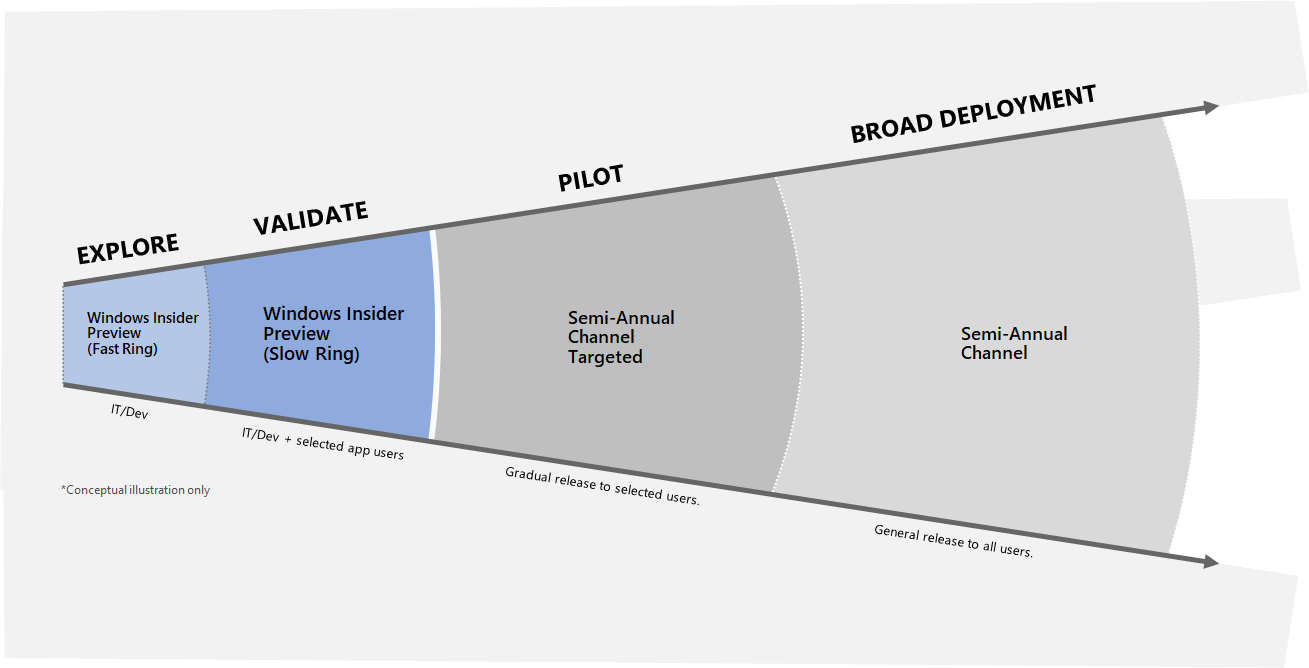 EXPLORE
VALIDATE
PILOT
BROAD DEPLOYMENT
Windows Insider
Preview
(Fast Ring)
Windows Insider
Preview
(Slow Ring)
Semi-Annual
Channel
Targeted
Semi-Annual
Channel
IT/Dev
IT/Dev + selected app users
Gradual release to selected users.
General release to all users.
*Conceptual illustration only